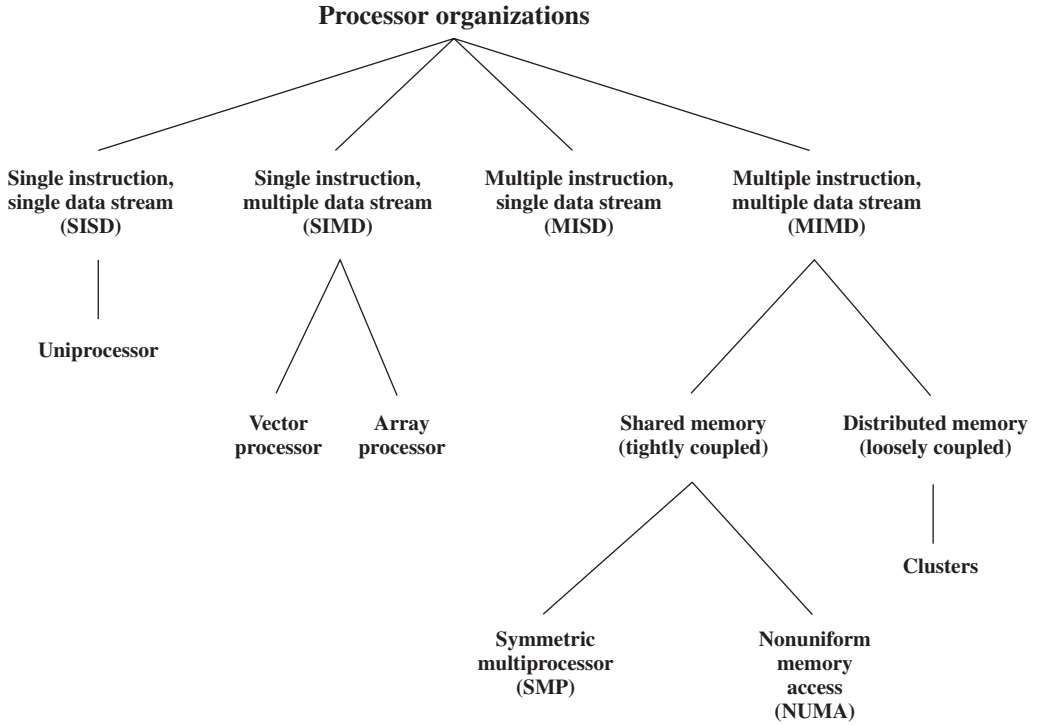 Processor organizations
Single instruction,
single data stream
(SISD)
Single instruction,
multiple data stream
(SIMD)
Multiple instruction,
single data stream
(MISD)
Multiple instruction,
multiple data stream
(MIMD)
Uniprocessor
Vector
processor
Array
processor
Shared memory
(tightly coupled)
Distributed memory
(loosely coupled)
Clusters
Symmetric
multiprocessor
(SMP)
Nonuniform
memory
access
(NUMA)